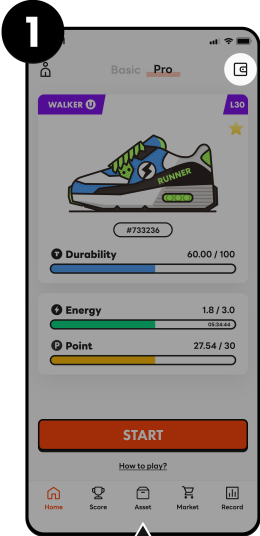 1
Basic Pro
WALKER U L30
RUNNER
#733236
T Durability 60.00 / 100
Energy 1.8 / 3.0
05:34:44
P Point 27.54 / 30
START
How to play?
Home Score Asset Market Record